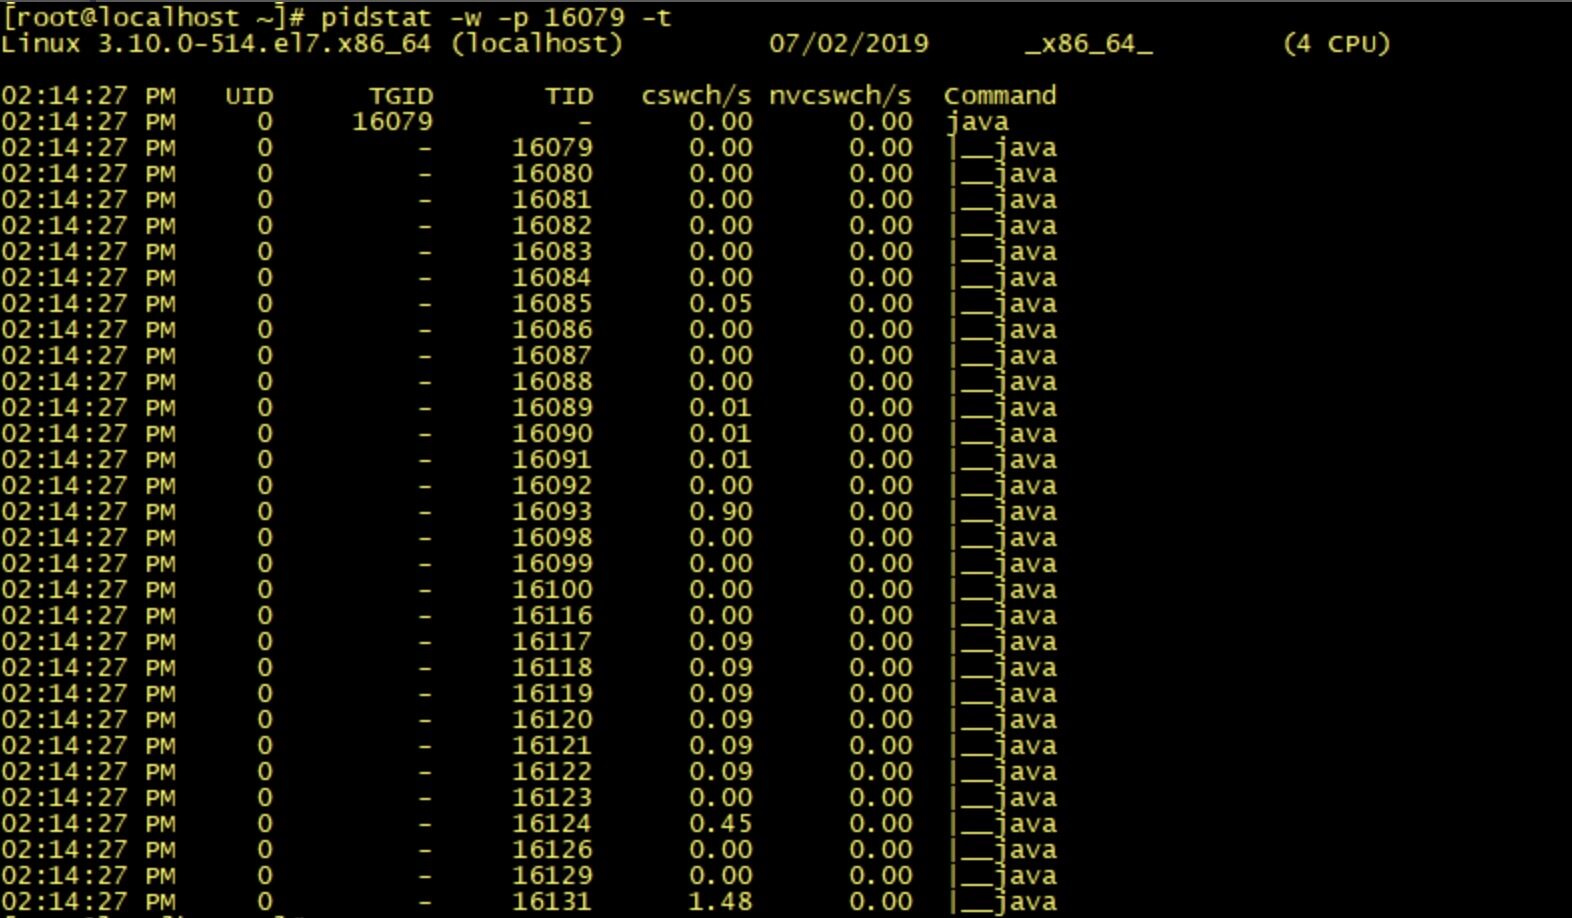 [root@localhost ~]# pidstat -w -p 16079 -t
Linux 3.10.0-514.el7.x86_64 (localhost) 07/02/2019 _x86_64_ (4 CPU)
02:14:27 PM UID TGID TID cswch/s nvcswch/s Command
02:14:27 PM 0 16079 - 0.00 0.00 java
02:14:27 PM 0 - 16079 0.00 0.00 |__java
02:14:27 PM 0 - 16080 0.00 0.00 |__java
02:14:27 PM 0 - 16081 0.00 0.00 |__java
02:14:27 PM 0 - 16082 0.00 0.00 |__java
02:14:27 PM 0 - 16083 0.00 0.00 |__java
02:14:27 PM 0 - 16084 0.00 0.00 |__java
02:14:27 PM 0 - 16085 0.05 0.00 |__java
02:14:27 PM 0 - 16086 0.00 0.00 |__java
02:14:27 PM 0 - 16087 0.00 0.00 |__java
02:14:27 PM 0 - 16088 0.00 0.00 |__java
02:14:27 PM 0 - 16089 0.01 0.00 |__java
02:14:27 PM 0 - 16090 0.01 0.00 |__java
02:14:27 PM 0 - 16091 0.01 0.00 |__java
02:14:27 PM 0 - 16092 0.00 0.00 |__java
02:14:27 PM 0 - 16093 0.90 0.00 |__java
02:14:27 PM 0 - 16098 0.00 0.00 |__java
02:14:27 PM 0 - 16099 0.00 0.00 |__java
02:14:27 PM 0 - 16100 0.00 0.00 |__java
02:14:27 PM 0 - 16116 0.00 0.00 |__java
02:14:27 PM 0 - 16117 0.09 0.00 |__java
02:14:27 PM 0 - 16118 0.09 0.00 |__java
02:14:27 PM 0 - 16119 0.09 0.00 |__java
02:14:27 PM 0 - 16120 0.09 0.00 |__java
02:14:27 PM 0 - 16121 0.09 0.00 |__java
02:14:27 PM 0 - 16122 0.09 0.00 |__java
02:14:27 PM 0 - 16123 0.00 0.00 |__java
02:14:27 PM 0 - 16124 0.45 0.00 |__java
02:14:27 PM 0 - 16126 0.00 0.00 |__java
02:14:27 PM 0 - 16129 0.00 0.00 |__java
02:14:27 PM 0 - 16131 1.48 0.00 |__java